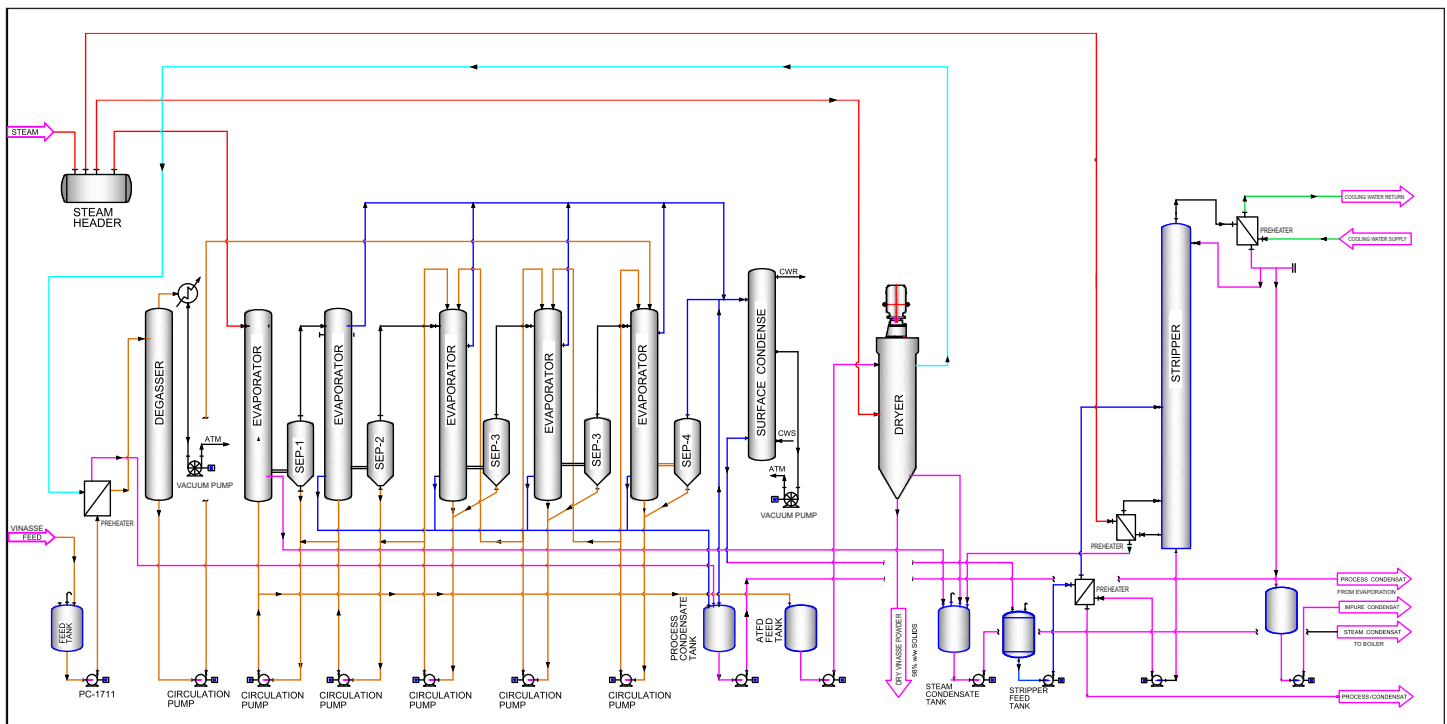 STEAM
STEAM
HEADER
COOLING WATER RETURN
PREHEATER
COOLING WATER SUPPLY
CWR
DEGASSER
EVAPORATOR
EVAPORATOR
EVAPORATOR
EVAPORATOR
EVAPORATOR
SURFACE CONDENSE
DRYER
STRIPPER
SEP-1
SEP-2
SEP-3
SEP-3
SEP-4
CWS
ATM
VACUUM PUMP
ATM
VACUUM PUMP
PREHEATER
VINASSE
FEED
PREHEATER
PREHEATER
PROCESS CONDENSAT
FROM EVAPORATION
IMPURE CONDENSAT
STEAM CONDENSAT
TO BOILER
FEED
TANK
PROCESS
CONDENSATE
TANK
ATFD FEED
TANK
DRY VINASSE POWDER
98% w/w SOLIDS
STEAM
CONDENSATE
TANK
STRIPPER
FEED
TANK
PC-1711
CIRCULATION
PUMP
CIRCULATION
PUMP
CIRCULATION
PUMP
CIRCULATION
PUMP
CIRCULATION
PUMP
CIRCULATION
PUMP
PROCESS /CONDENSAT